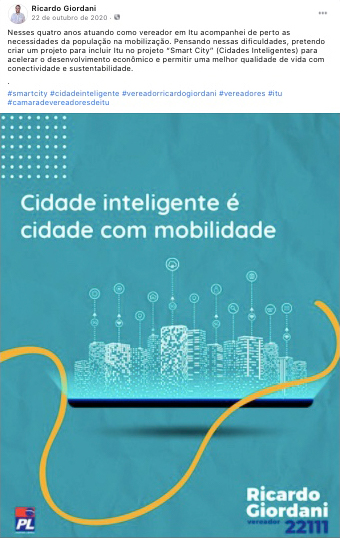 Ricardo Giordani
22 de outubro de 2020 ·
Nesses quatro anos atuando como vereador em Itu acompanhei de perto as
necessidades da população na mobilização. Pensando nessas dificuldades, pretendo
criar um projeto para incluir Itu no projeto "Smart City" (Cidades Inteligentes) para
acelerar o desenvolvimento econômico e permitir uma melhor qualidade de vida com
conectividade e sustentabilidade.
.
#smartcity #cidadeinteligente #vereadorricardogiordani #vereadores #itu
#camaradevereadoresdeitu
Cidade inteligente é
cidade com mobilidade
Ricardo
Giordani
vereador 22111
PL